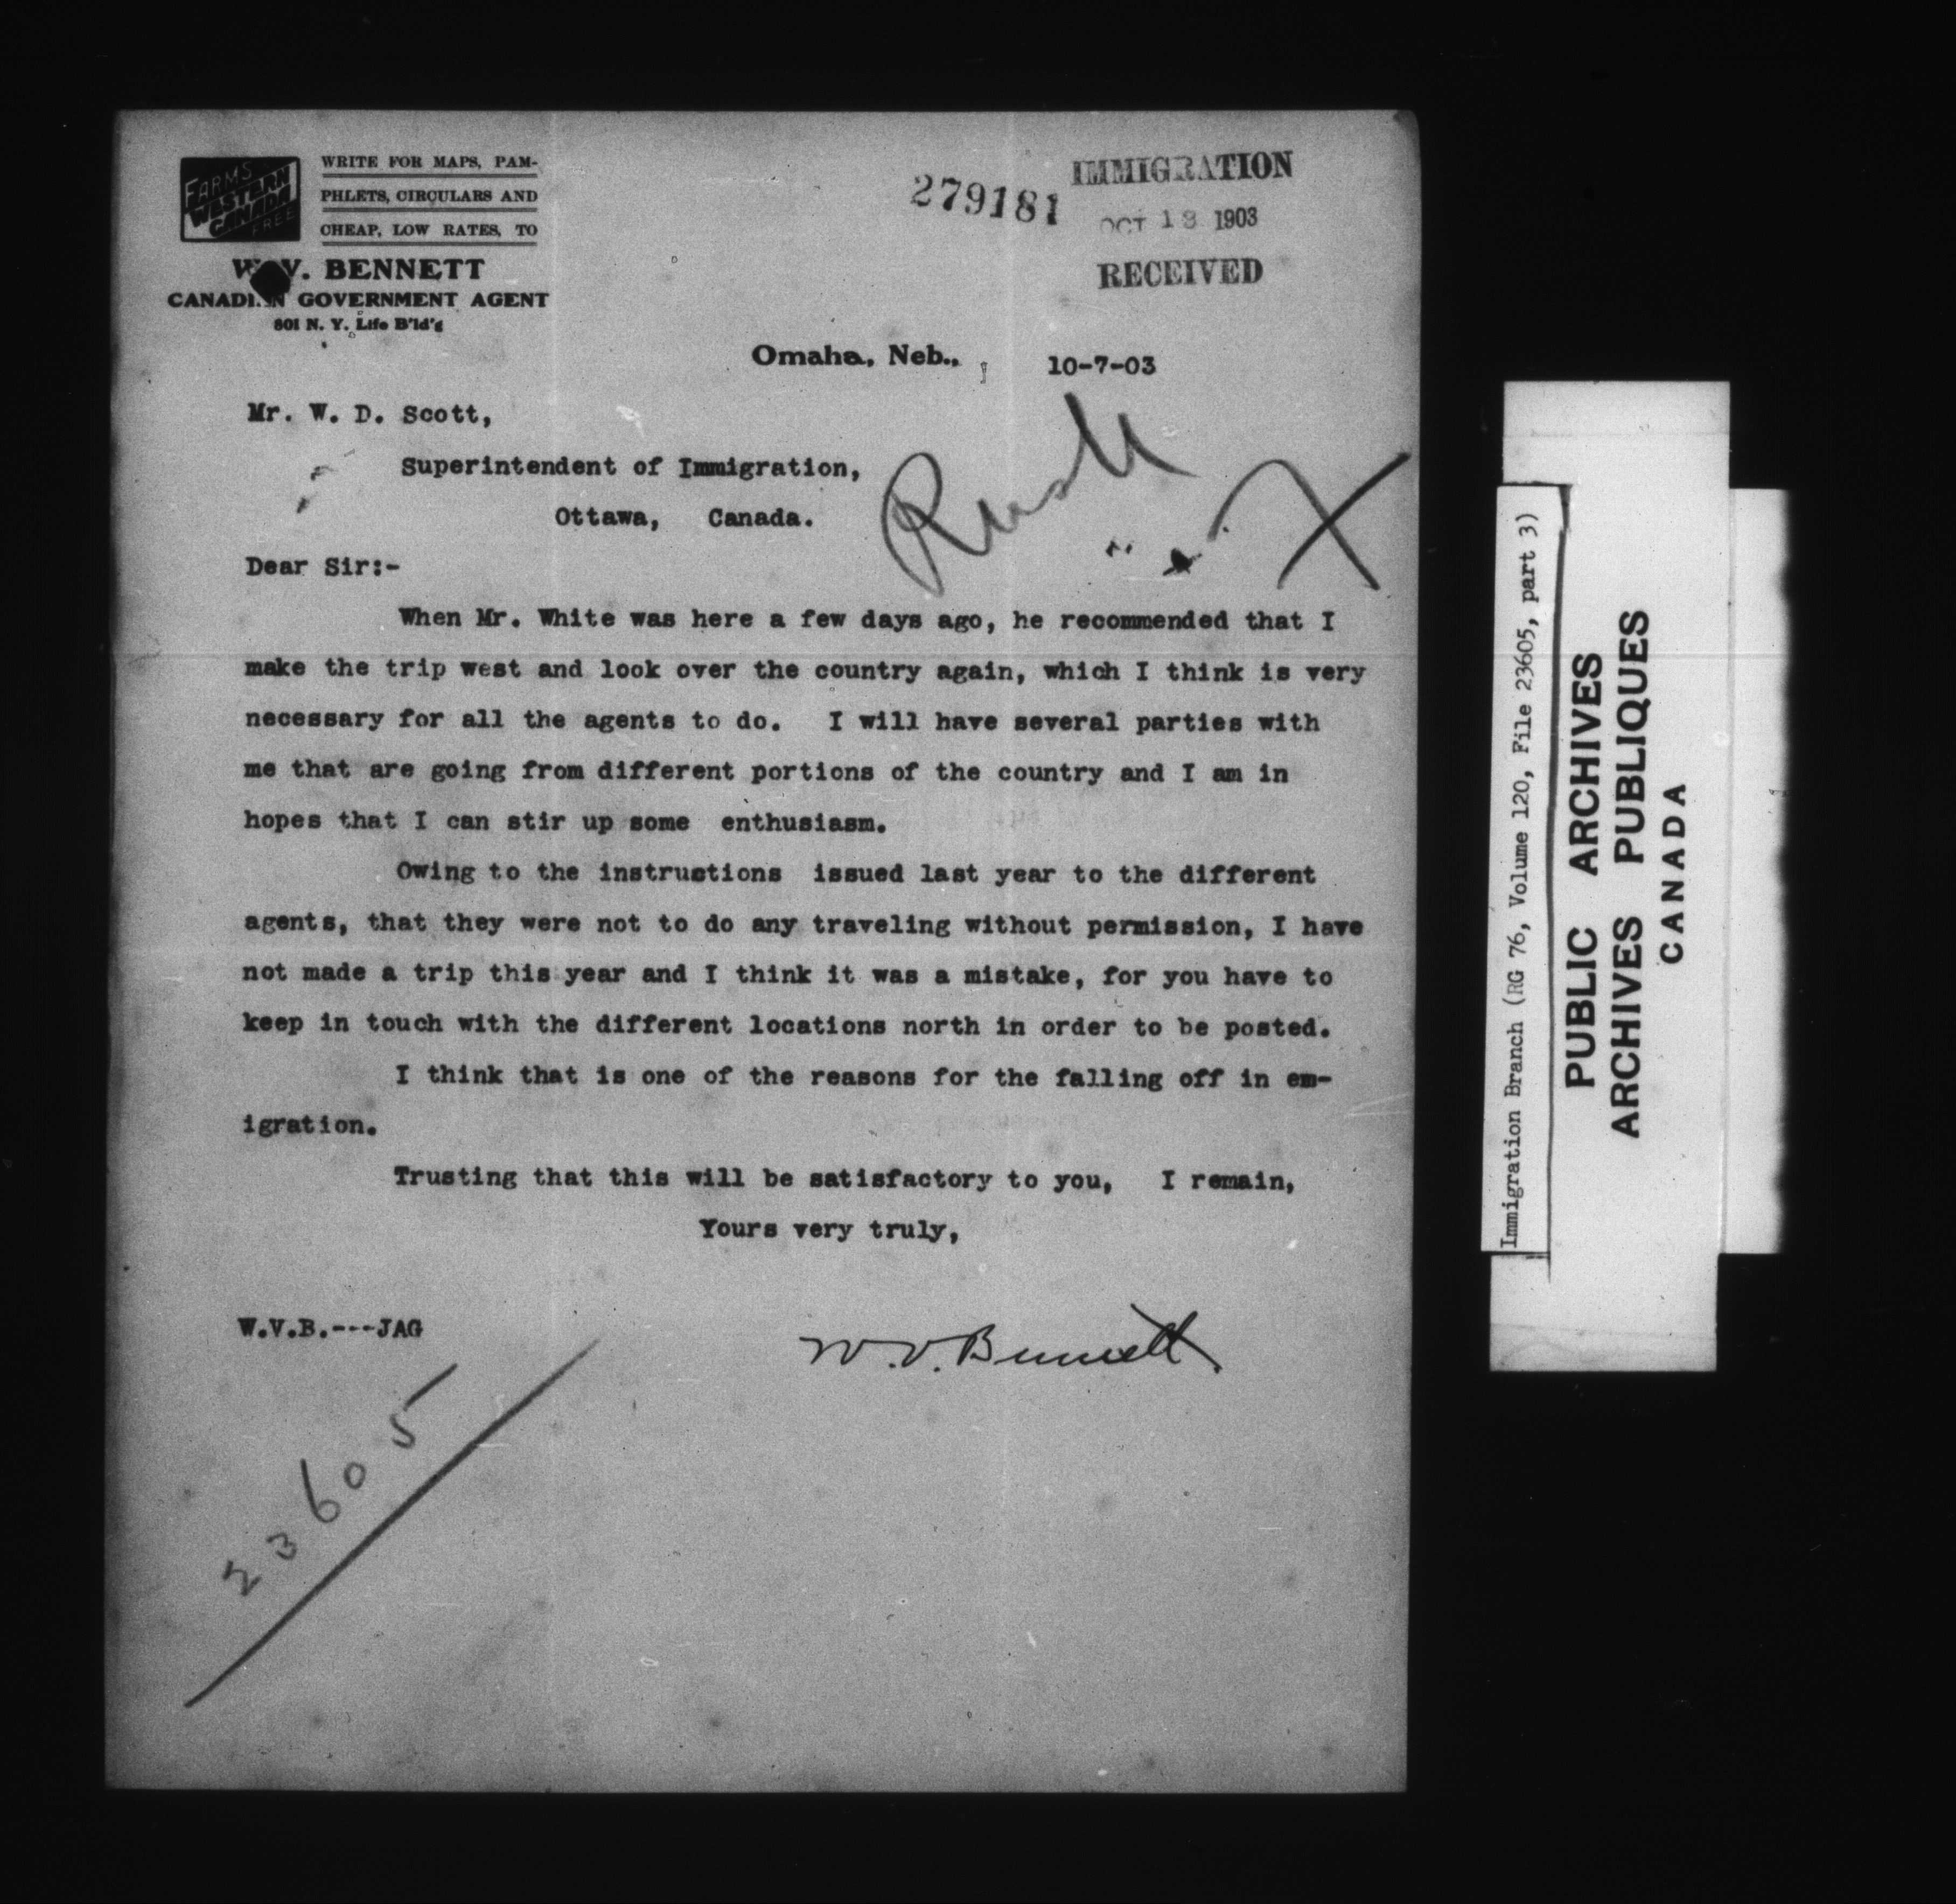 FARMS
WESTERN
CANADA
FREE
WRITE FOR MAPS, PAM-
PHLETS, CIRCULARS AND
CHEAP, LOW RATES, TO
W. V. BENNETT
CANADIAN GOVERNMENT AGENT
801 N. Y. Life B'ld'g
279181
IMMIGRATION
OCT 13 1903
RECEIVED
Omaha, Neb., 10-7-03
Mr. W. D. Scott,
Superintendent of Immigration,
Ottawa, Canada.
Dear Sir:-
When Mr. White was here a few days ago, he recommended that I
make the trip west and look over the country again, which I think is very
necessary for all the agents to do. I will have several parties with
me that are going from different portions of the country and I am in
hopes that I can stir up some enthusiasm.
Owing to the instructions issued last year to the different
agents, that they were not to do any traveling without permission, I have
not made a trip this year and I think it was a mistake, for you have to
keep in touch with the different locations north in order to be posted.
I think that is one of the reasons for the falling off in em-
igration.
Trusting that this will be satisfactory to you, I remain,
Yours very truly,
W.V.B.---JAG
W.V. Bennett
23605
Immigration Branch (RG 76, Volume 120, File 23605, part 3)
PUBLIC ARCHIVES
ARCHIVES PUBLIQUES
CANADA